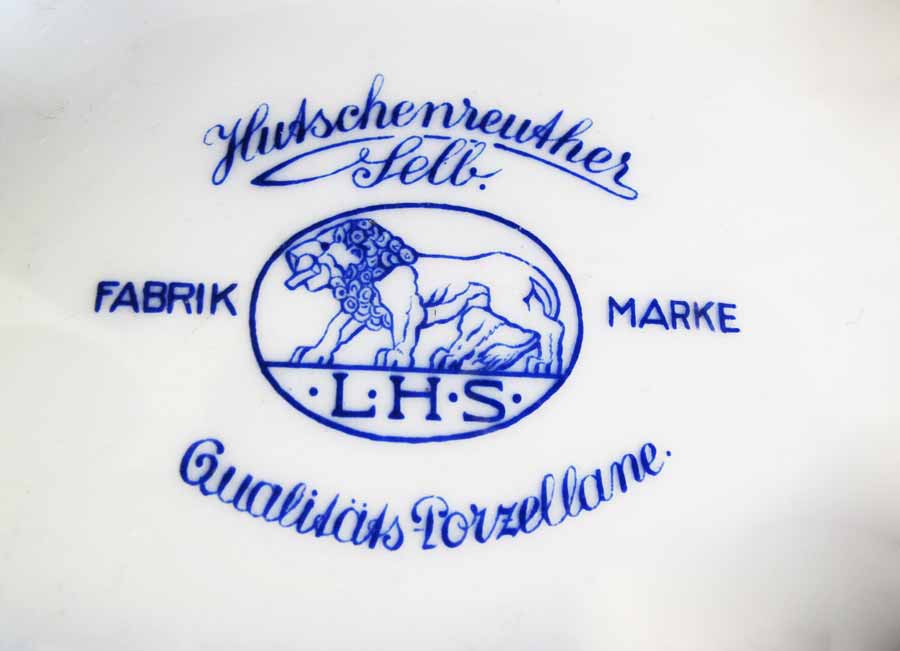 Hutschenreuther
Selb.
FABRIK MARKE
·L·H·S·
Qualitäts-Porzellane.